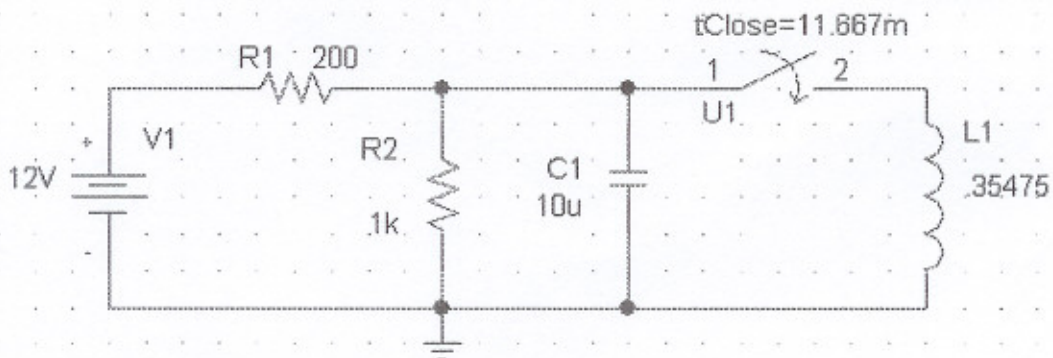 tClose=11.667m
R1 200
1 2
U1
+ V1
12V
-
R2
1k
C1
10u
L1
.35475